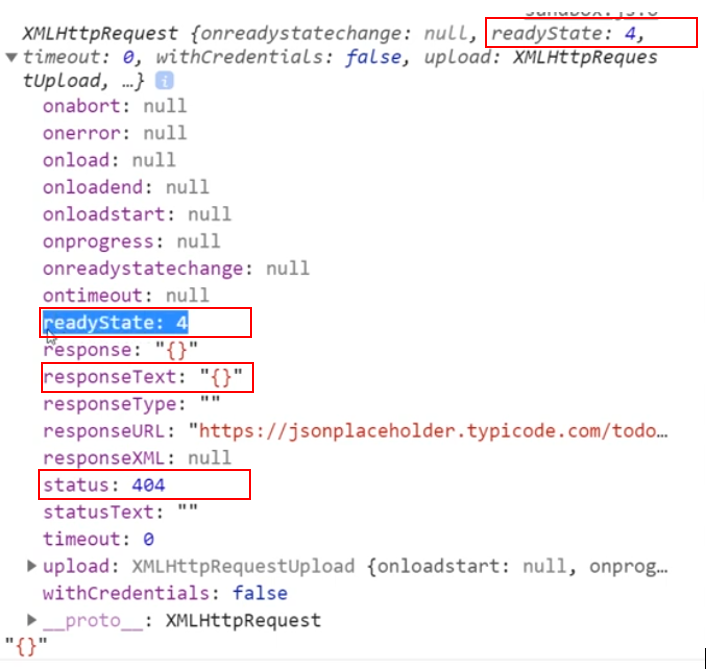 XMLHttpRequest {onreadystatechange: null, readyState: 4,
timeout: 0, withCredentials: false, upload: XMLHttpReques
tUpload, …} i
onabort: null
onerror: null
onload: null
onloadend: null
onloadstart: null
onprogress: null
onreadystatechange: null
ontimeout: null
readyState: 4
response: "{}"
responseText: "{}"
responseType: ""
responseURL: "https://jsonplaceholder.typicode.com/todo…
responseXML: null
status: 404
statusText: ""
timeout: 0
upload: XMLHttpRequestUpload {onloadstart: null, onprog…
withCredentials: false
__proto__: XMLHttpRequest
"{}"